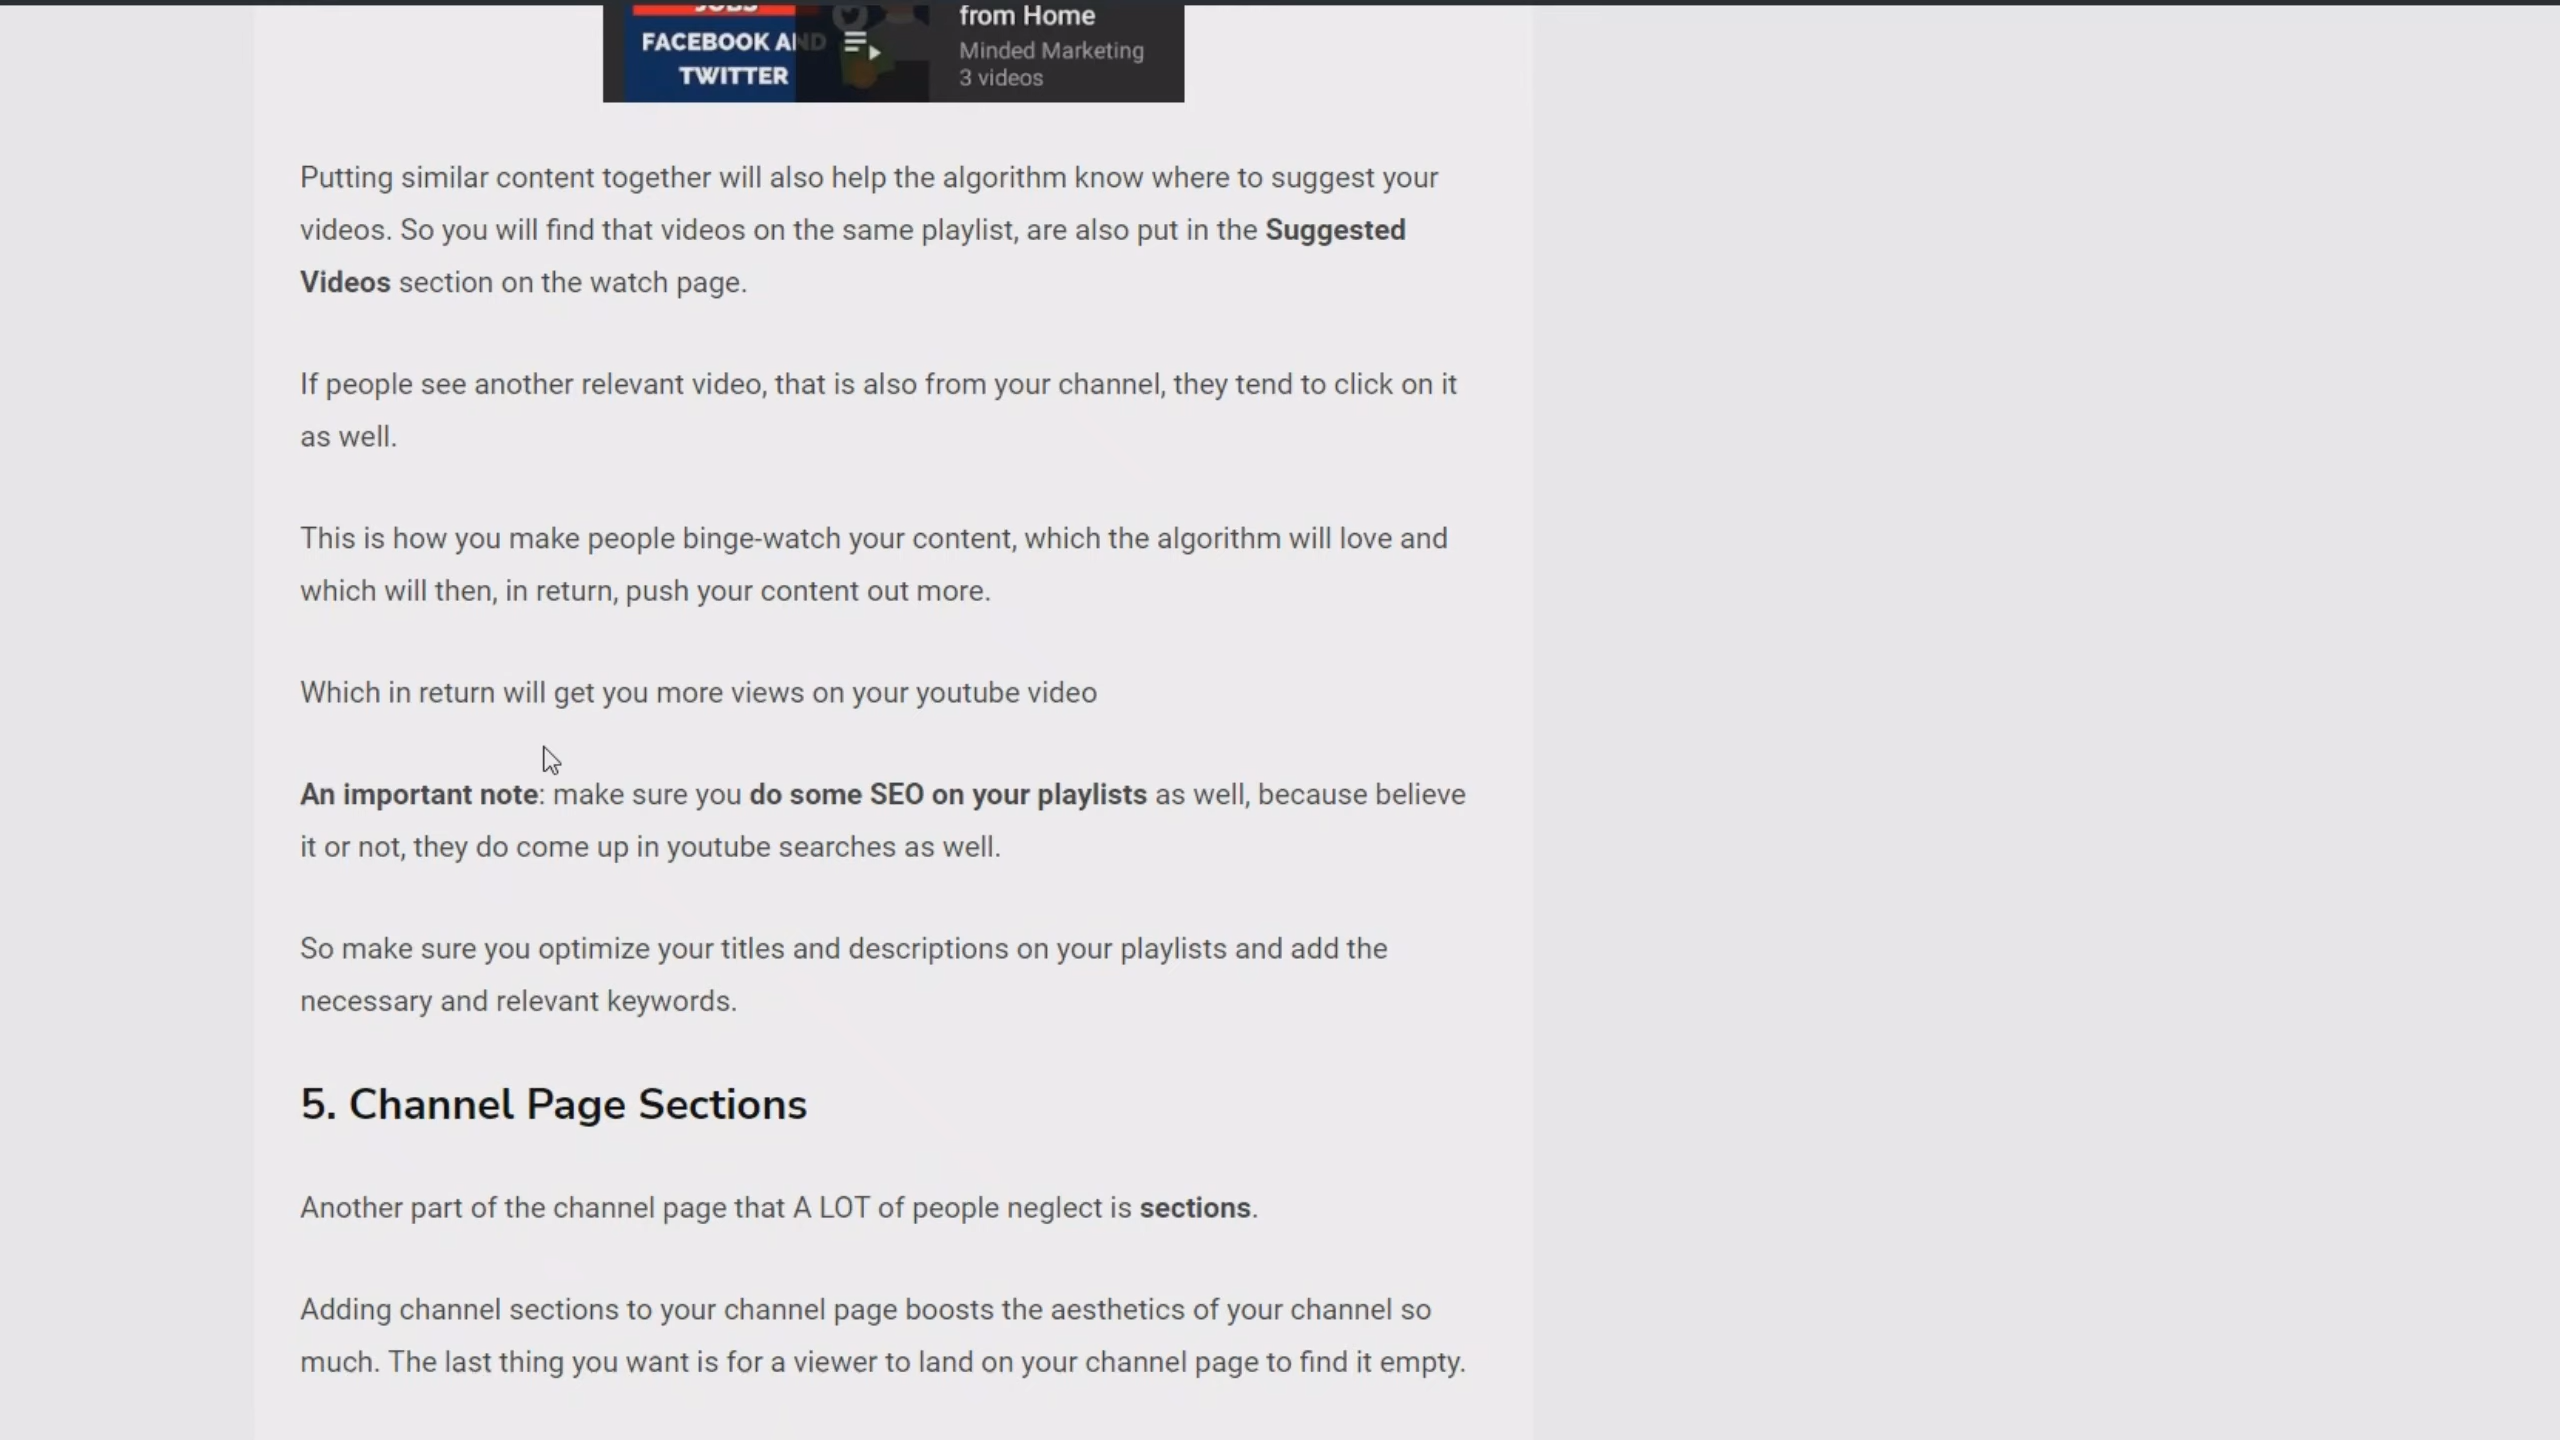 JOBS
FACEBOOK AND
TWITTER
from Home
Minded Marketing
3 videos
Putting similar content together will also help the algorithm know where to suggest your
videos. So you will find that videos on the same playlist, are also put in the Suggested
Videos section on the watch page.
If people see another relevant video, that is also from your channel, they tend to click on it
as well.
This is how you make people binge-watch your content, which the algorithm will love and
which will then, in return, push your content out more.
Which in return will get you more views on your youtube video
An important note: make sure you do some SEO on your playlists as well, because believe
it or not, they do come up in youtube searches as well.
So make sure you optimize your titles and descriptions on your playlists and add the
necessary and relevant keywords.
5. Channel Page Sections
Another part of the channel page that A LOT of people neglect is sections.
Adding channel sections to your channel page boosts the aesthetics of your channel so
much. The last thing you want is for a viewer to land on your channel page to find it empty.